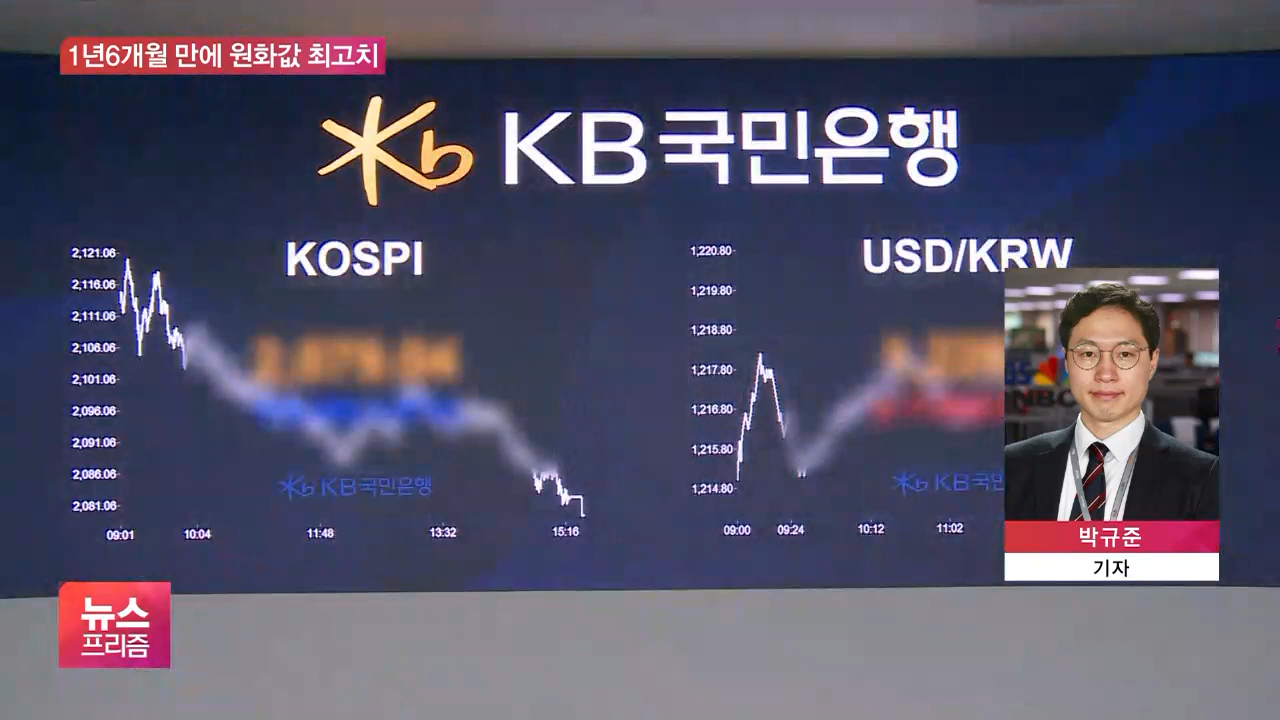 1년6개월 만에 원화값 최고치
Kb KB국민은행
KOSPI
2,121.06
2,116.06
2,111.06
2,106.06
2,101.06
2,096.06
2,091.06
2,086.06
2,081.06
Kb KB국민은행
09:01 10:04 11:48 13:32 15:16
USD/KRW
1,220.80
1,219.80
1,218.80
1,217.80
1,216.80
1,215.80
1,214.80
Kb KB국민
09:00 09:24 10:12 11:02
NBC
박규준
기자
뉴스
프리즘